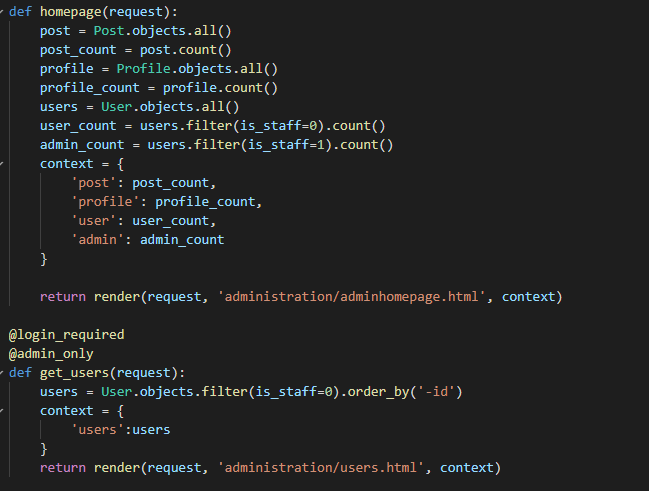 def homepage(request):
    post = Post.objects.all()
    post_count = post.count()
    profile = Profile.objects.all()
    profile_count = profile.count()
    users = User.objects.all()
    user_count = users.filter(is_staff=0).count()
    admin_count = users.filter(is_staff=1).count()
    context = {
        'post': post_count,
        'profile': profile_count,
        'user': user_count,
        'admin': admin_count
    }
    return render(request, 'administration/adminhomepage.html', context)
@login_required
@admin_only
def get_users(request):
    users = User.objects.filter(is_staff=0).order_by('-id')
    context = {
        'users':users
    }
    return render(request, 'administration/users.html', context)